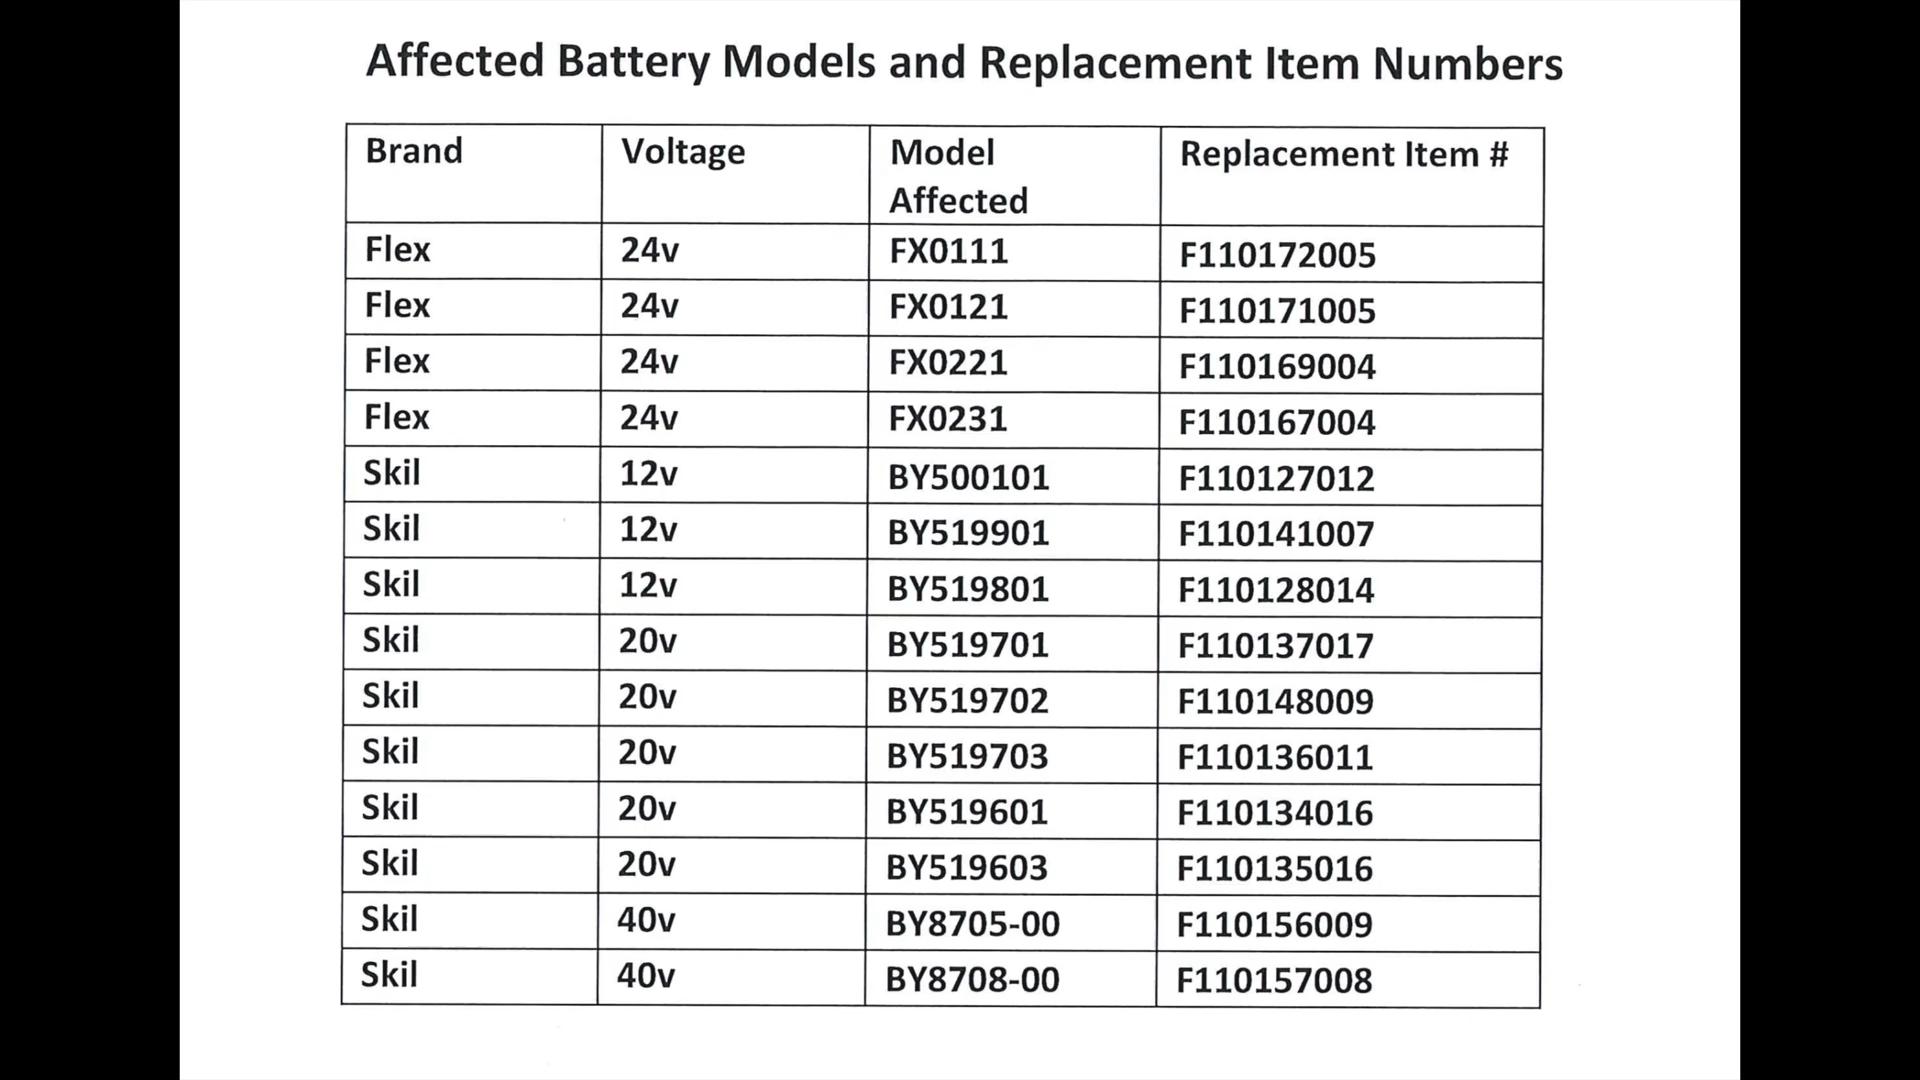 Affected Battery Models and Replacement Item Numbers
Brand Voltage Model Affected Replacement Item #
Flex 24v FX0111 F110172005
Flex 24v FX0121 F110171005
Flex 24v FX0221 F110169004
Flex 24v FX0231 F110167004
Skil 12v BY500101 F110127012
Skil 12v BY519901 F110141007
Skil 12v BY519801 F110128014
Skil 20v BY519701 F110137017
Skil 20v BY519702 F110148009
Skil 20v BY519703 F110136011
Skil 20v BY519601 F110134016
Skil 20v BY519603 F110135016
Skil 40v BY8705-00 F110156009
Skil 40v BY8708-00 F110157008